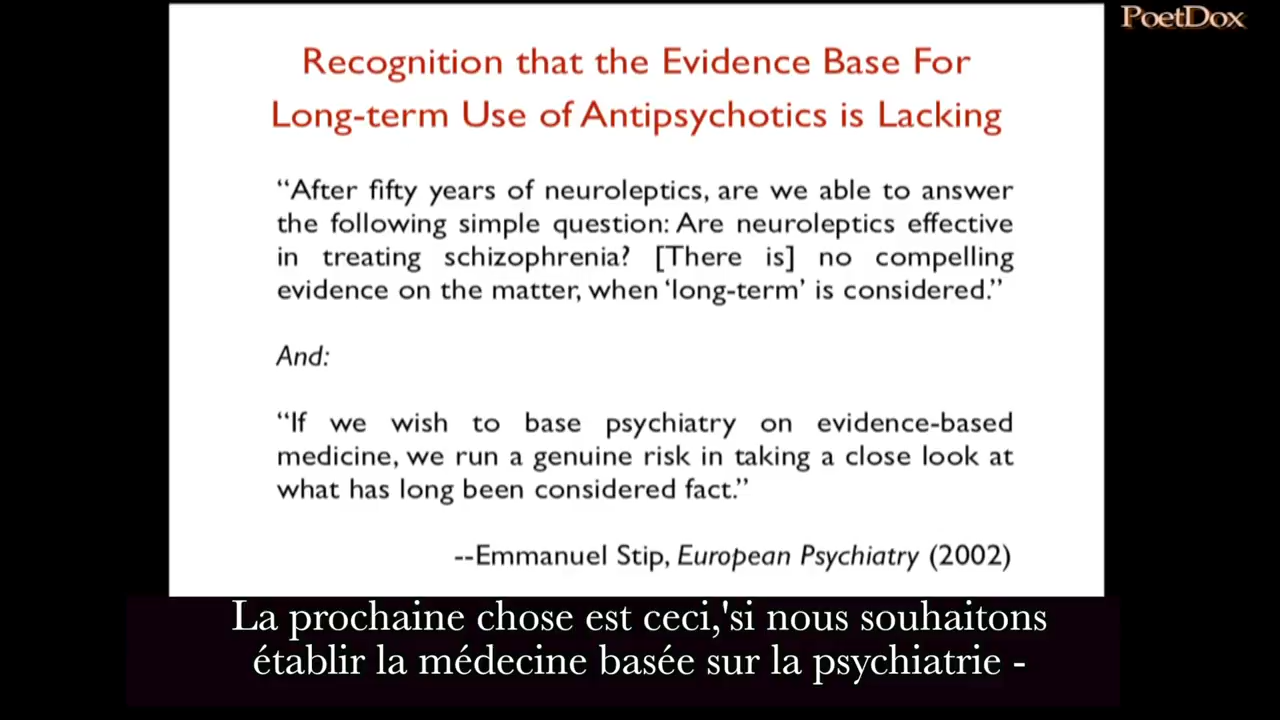 PoetDox
Recognition that the Evidence Base For
Long-term Use of Antipsychotics is Lacking
“After fifty years of neuroleptics, are we able to answer
the following simple question: Are neuroleptics effective
in treating schizophrenia? [There is] no compelling
evidence on the matter, when ‘long-term’ is considered.”
And:
“If we wish to base psychiatry on evidence-based
medicine, we run a genuine risk in taking a close look at
what has long been considered fact.”
--Emmanuel Stip, European Psychiatry (2002)
La prochaine chose est ceci,'si nous souhaitons
établir la médecine basée sur la psychiatrie -